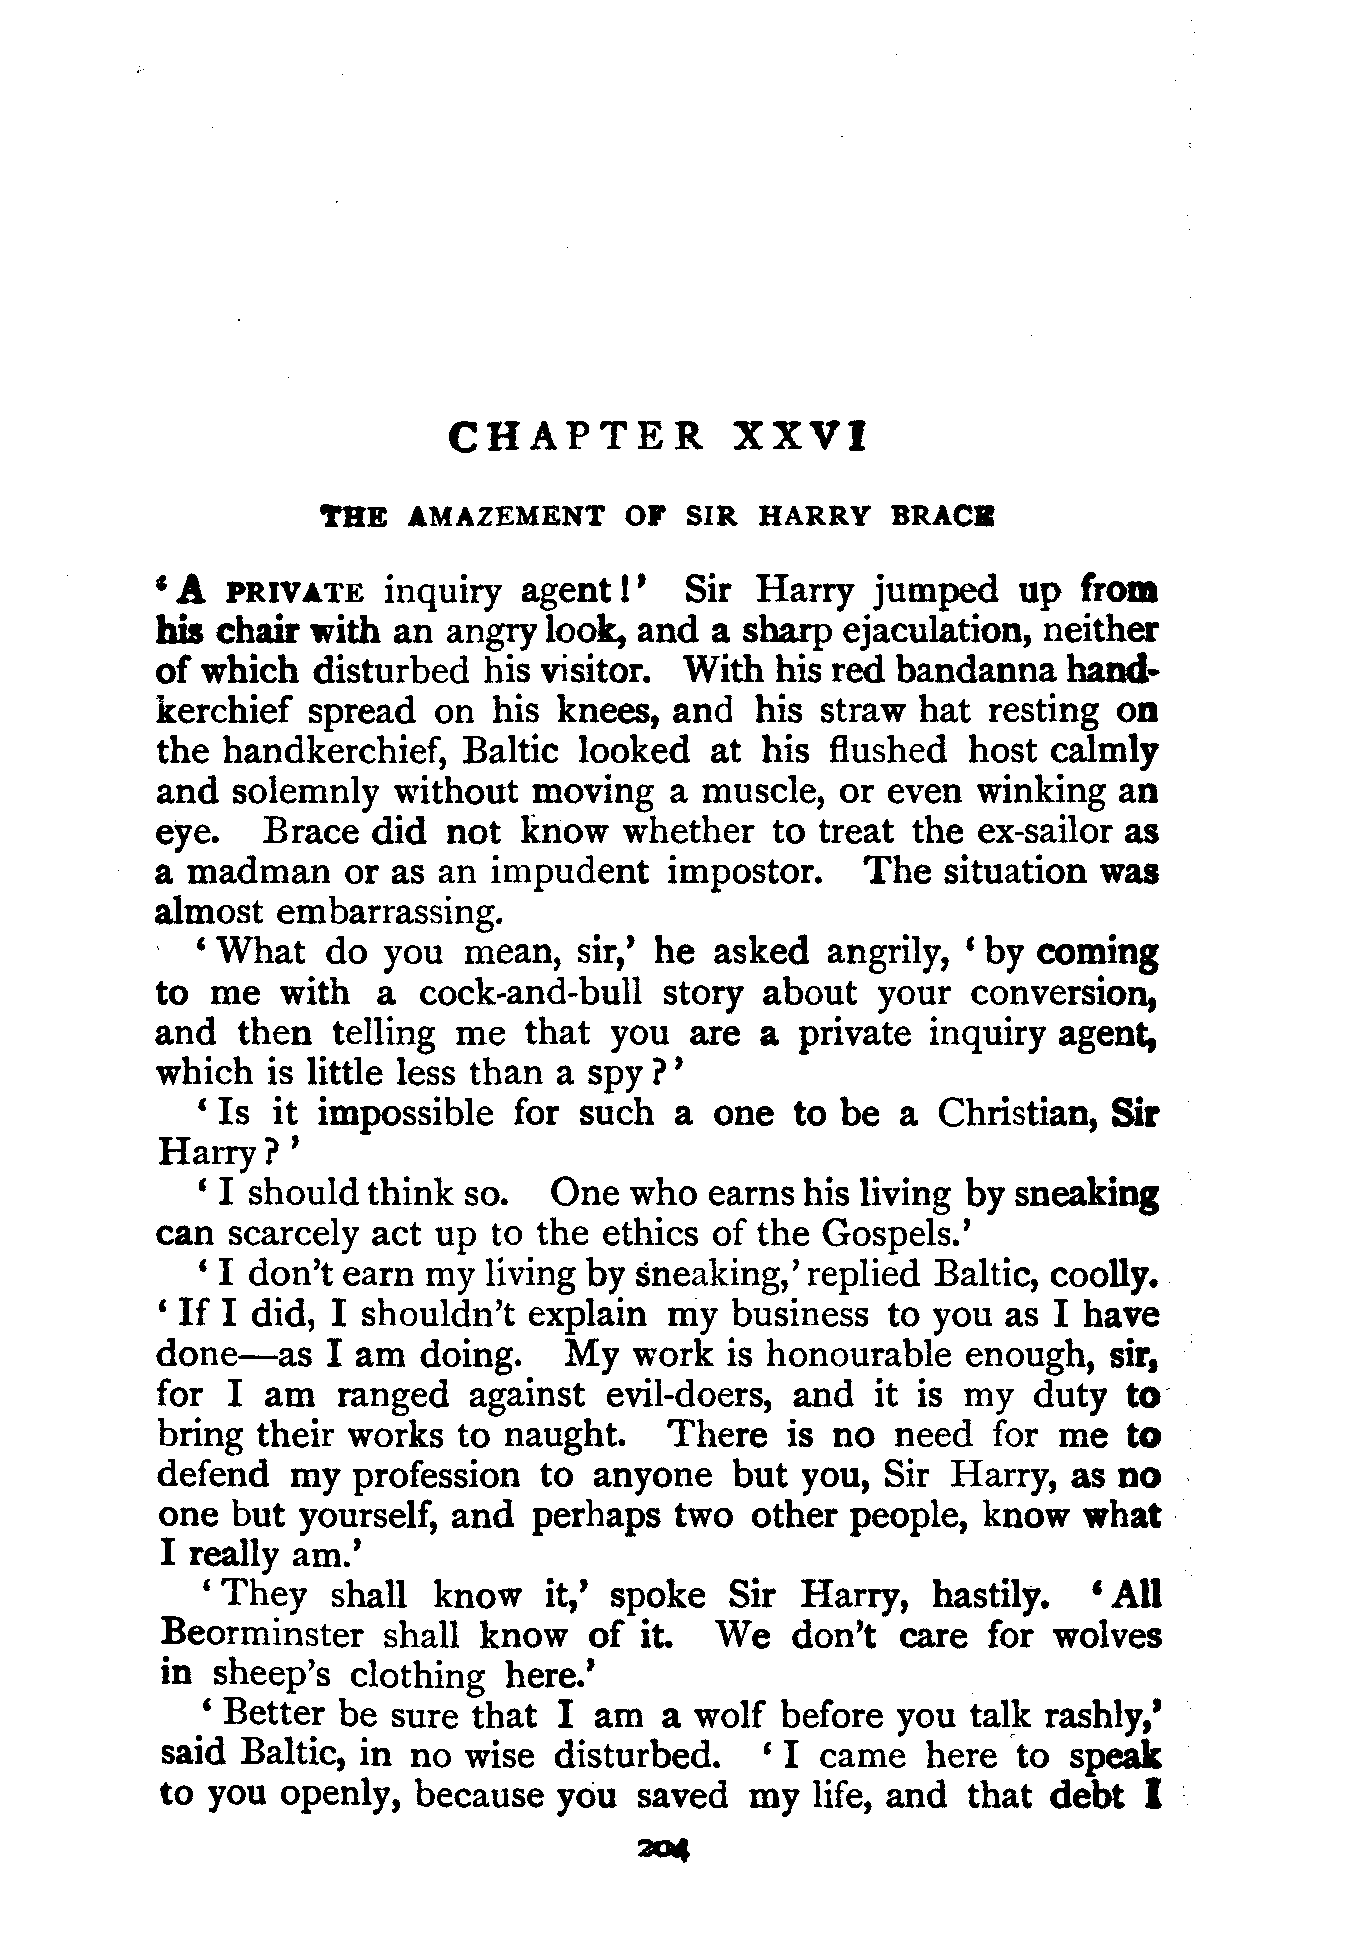 CHAPTER XXVI
THE AMAZEMENT OF SIR HARRY BRACE
‘A PRIVATE inquiry agent!’ Sir Harry jumped up from
his chair with an angry look, and a sharp ejaculation, neither
of which disturbed his visitor. With his red bandanna hand-
kerchief spread on his knees, and his straw hat resting on
the handkerchief, Baltic looked at his flushed host calmly
and solemnly without moving a muscle, or even winking an
eye. Brace did not know whether to treat the ex-sailor as
a madman or as an impudent impostor. The situation was
almost embarrassing.
‘What do you mean, sir,’ he asked angrily, ‘by coming
to me with a cock-and-bull story about your conversion,
and then telling me that you are a private inquiry agent,
which is little less than a spy?’
‘Is it impossible for such a one to be a Christian, Sir
Harry?’
‘I should think so. One who earns his living by sneaking
can scarcely act up to the ethics of the Gospels.’
‘I don’t earn my living by sneaking,’ replied Baltic, coolly.
‘If I did, I shouldn’t explain my business to you as I have
done—as I am doing. My work is honourable enough, sir,
for I am ranged against evil-doers, and it is my duty to
bring their works to naught. There is no need for me to
defend my profession to anyone but you, Sir Harry, as no
one but yourself, and perhaps two other people, know what
I really am.’
‘They shall know it,’ spoke Sir Harry, hastily. ‘All
Beorminster shall know of it. We don’t care for wolves
in sheep’s clothing here.’
‘Better be sure that I am a wolf before you talk rashly,’
said Baltic, in no wise disturbed. ‘I came here to speak
to you openly, because you saved my life, and that debt I
204